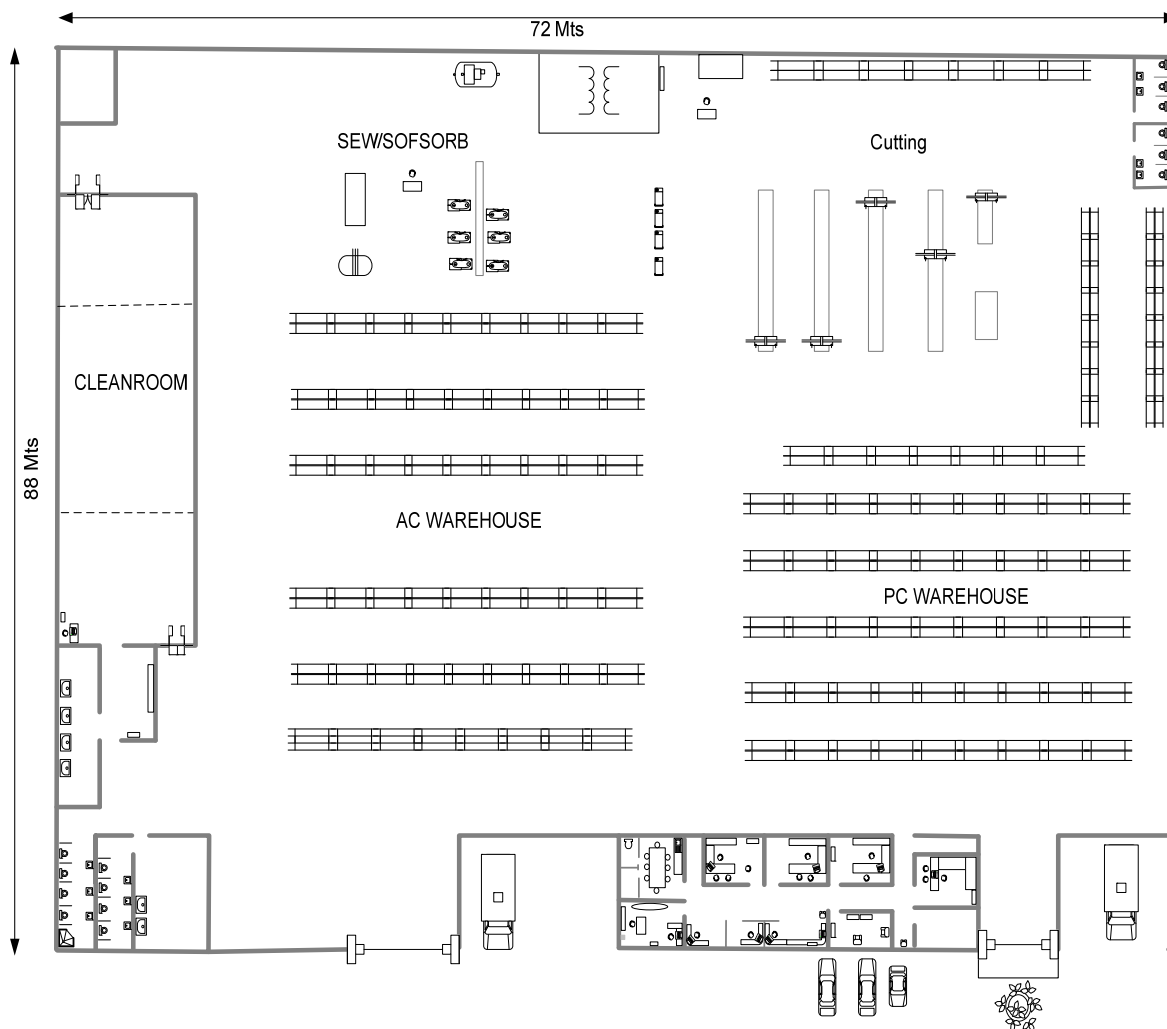 72 Mts
SEW/SOFSORB
Cutting
CLEANROOM
88 Mts
AC WAREHOUSE
PC WAREHOUSE